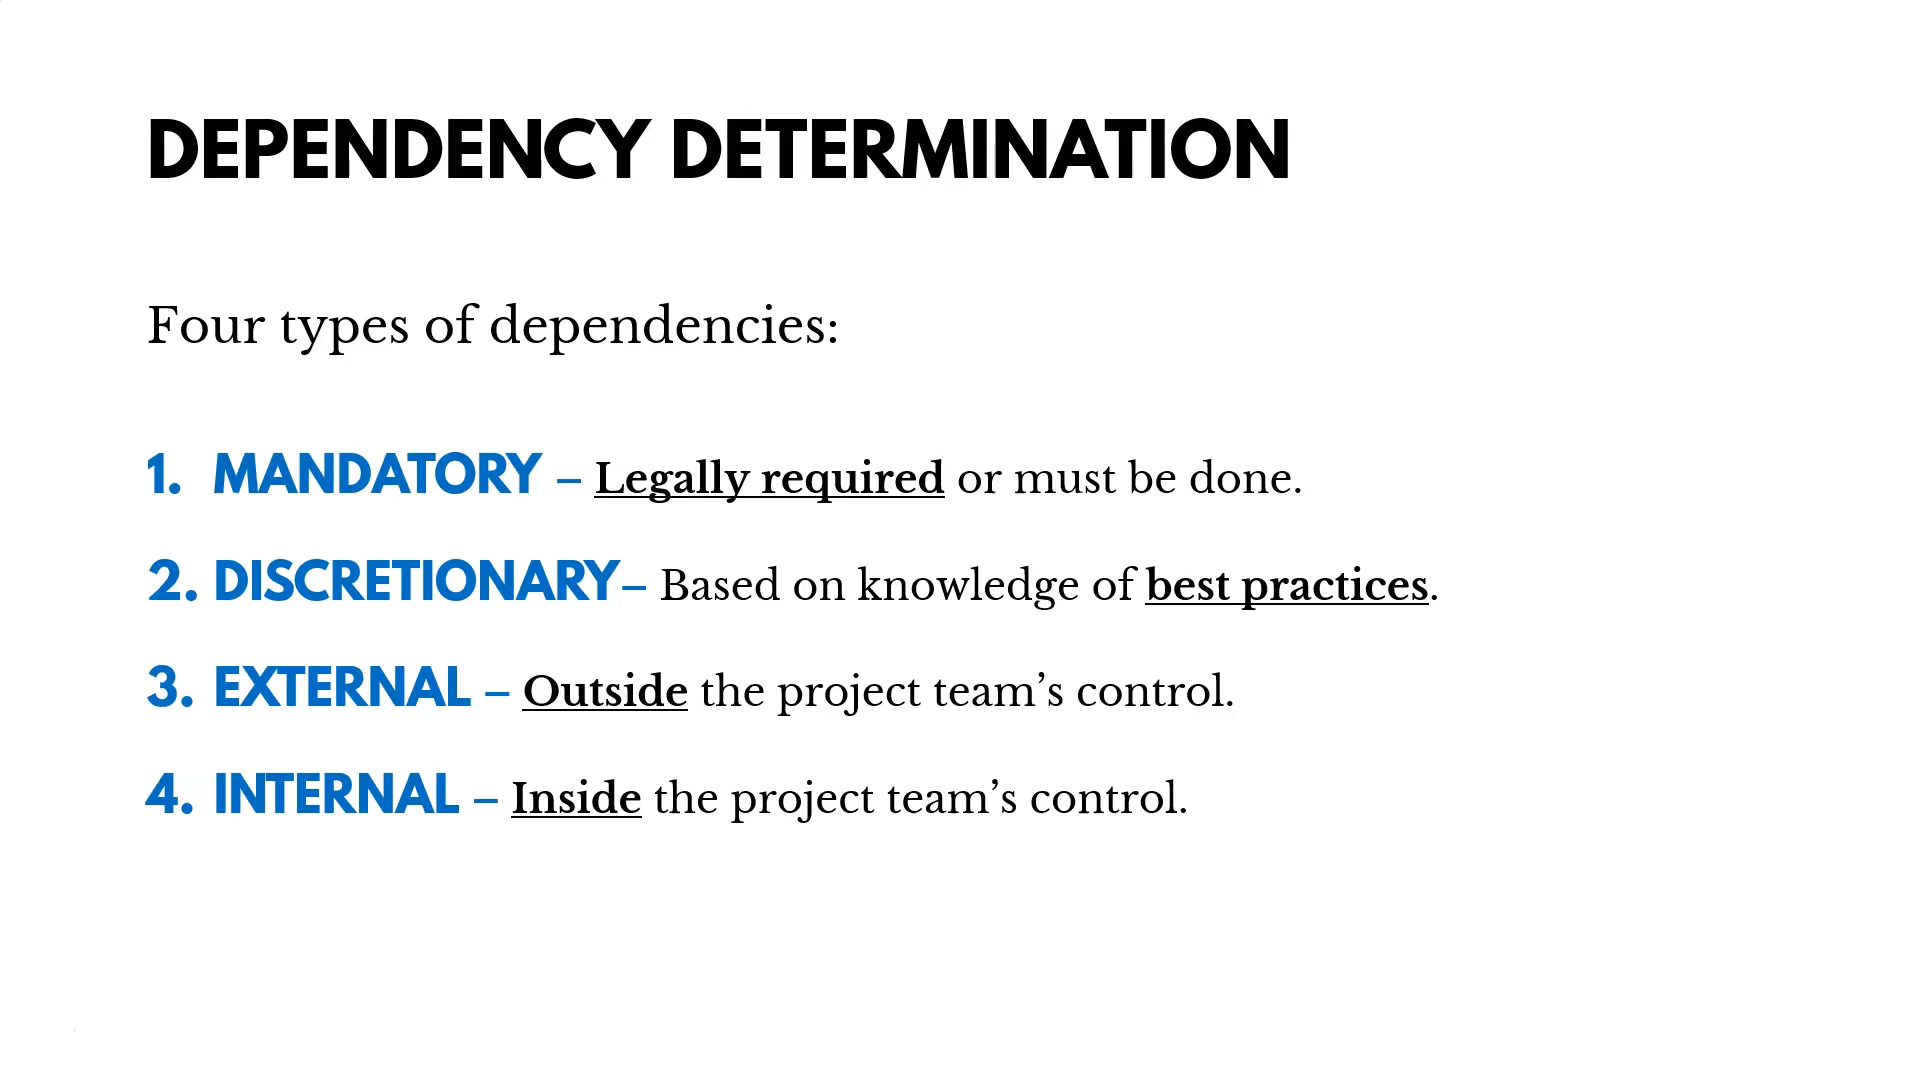 DEPENDENCY DETERMINATION
Four types of dependencies:
1. MANDATORY – Legally required or must be done.
2. DISCRETIONARY– Based on knowledge of best practices.
3. EXTERNAL – Outside the project team’s control.
4. INTERNAL – Inside the project team’s control.